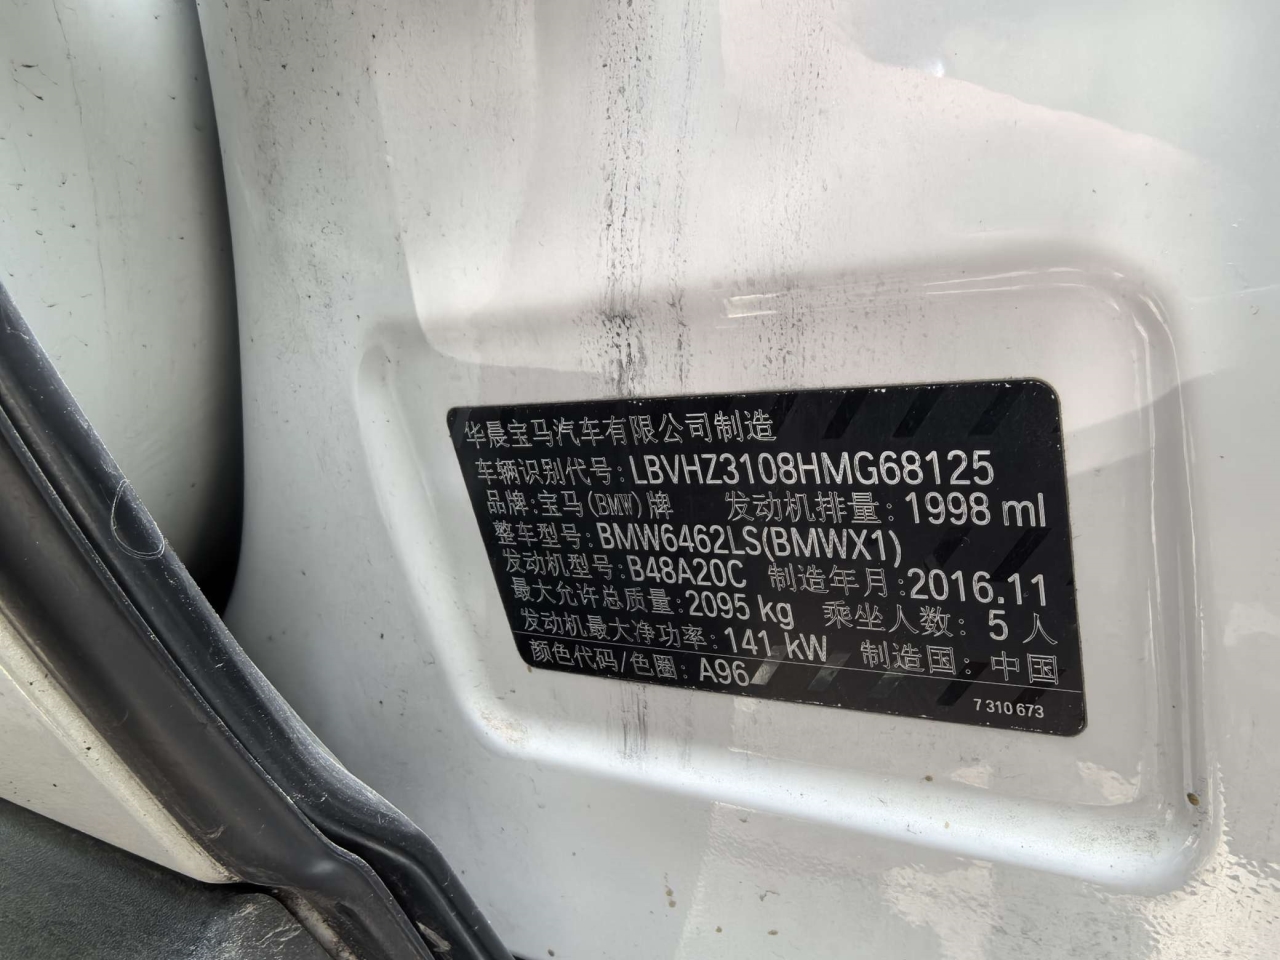 华晨宝马汽车有限公司制造
车辆识别代号: LBVHZ3108HMG68125
品牌: 宝马(BMW)牌 发动机排量: 1998 ml
整车型号: BMW6462LS(BMWX1)
发动机型号: B48A20C 制造年月: 2016.11
最大允许总质量: 2095 kg 乘坐人数: 5 人
发动机最大净功率: 141 kW 制造国: 中国
颜色代码/色圈: A96
7 310 673